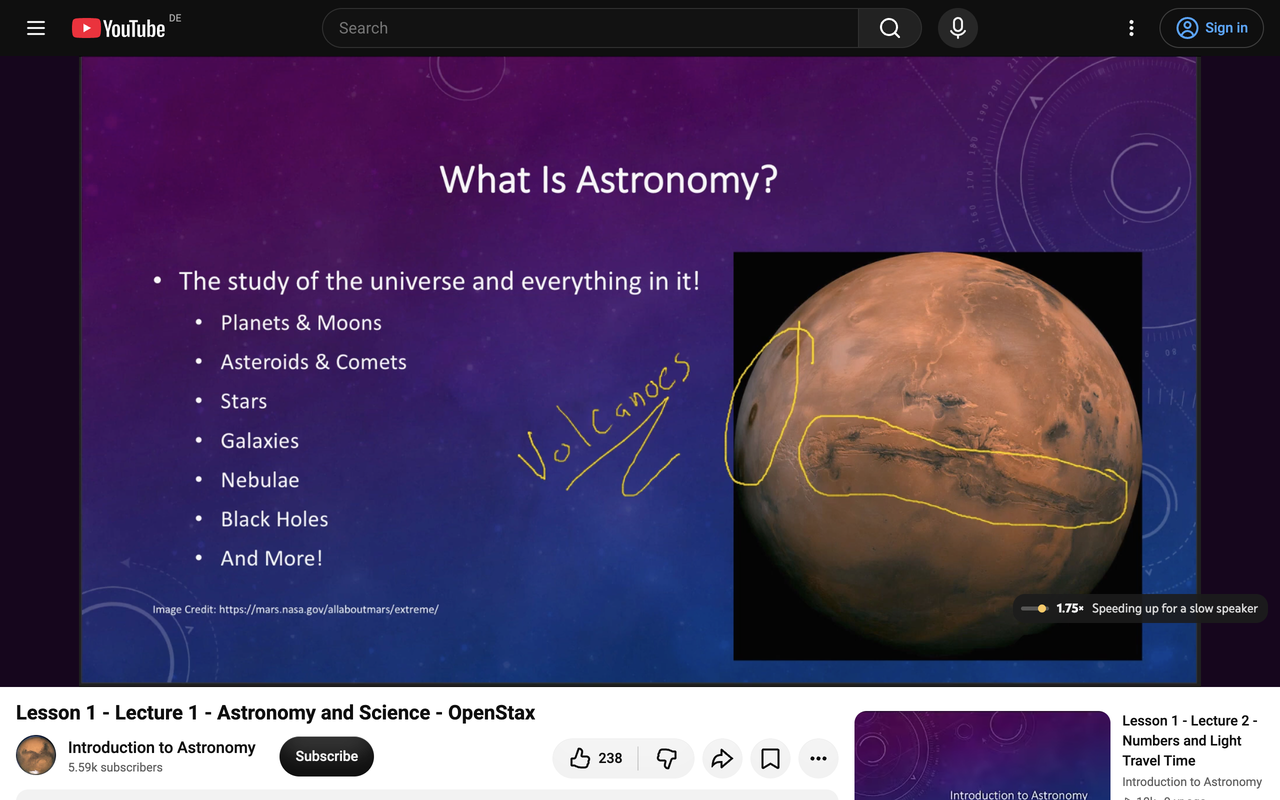 YouTube DE
Search
Sign in
What Is Astronomy?
• The study of the universe and everything in it!
• Planets & Moons
• Asteroids & Comets
• Stars
• Galaxies
• Nebulae
• Black Holes
• And More!
Volcanoes
Image Credit: https://mars.nasa.gov/allaboutmars/extreme/
1.75× Speeding up for a slow speaker
Lesson 1 - Lecture 1 - Astronomy and Science - OpenStax
Introduction to Astronomy
5.59k subscribers
Subscribe
238
Introduction to Astronomy
Lesson 1 - Lecture 2 -
Numbers and Light
Travel Time
Introduction to Astronomy